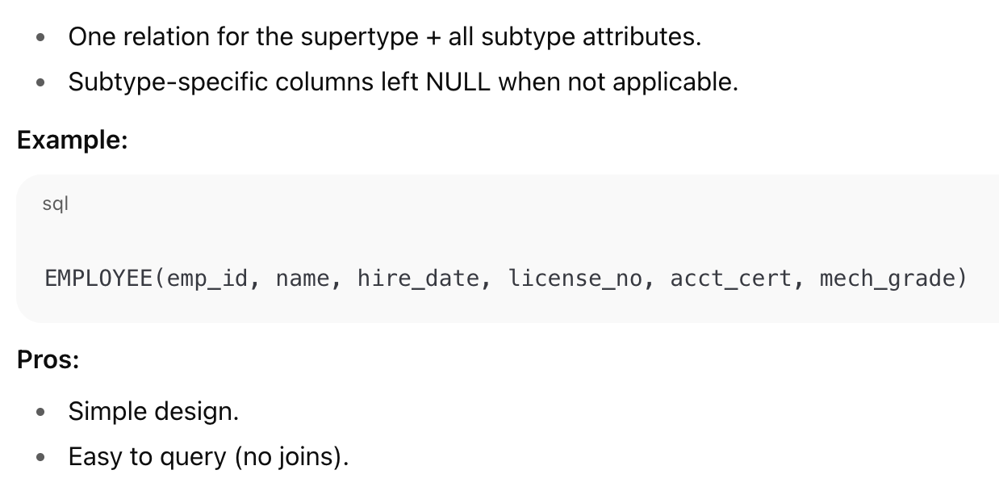 One relation for the supertype + all subtype attributes.
Subtype-specific columns left NULL when not applicable.
Example:
sql
EMPLOYEE(emp_id, name, hire_date, license_no, acct_cert, mech_grade)
Pros:
Simple design.
Easy to query (no joins).